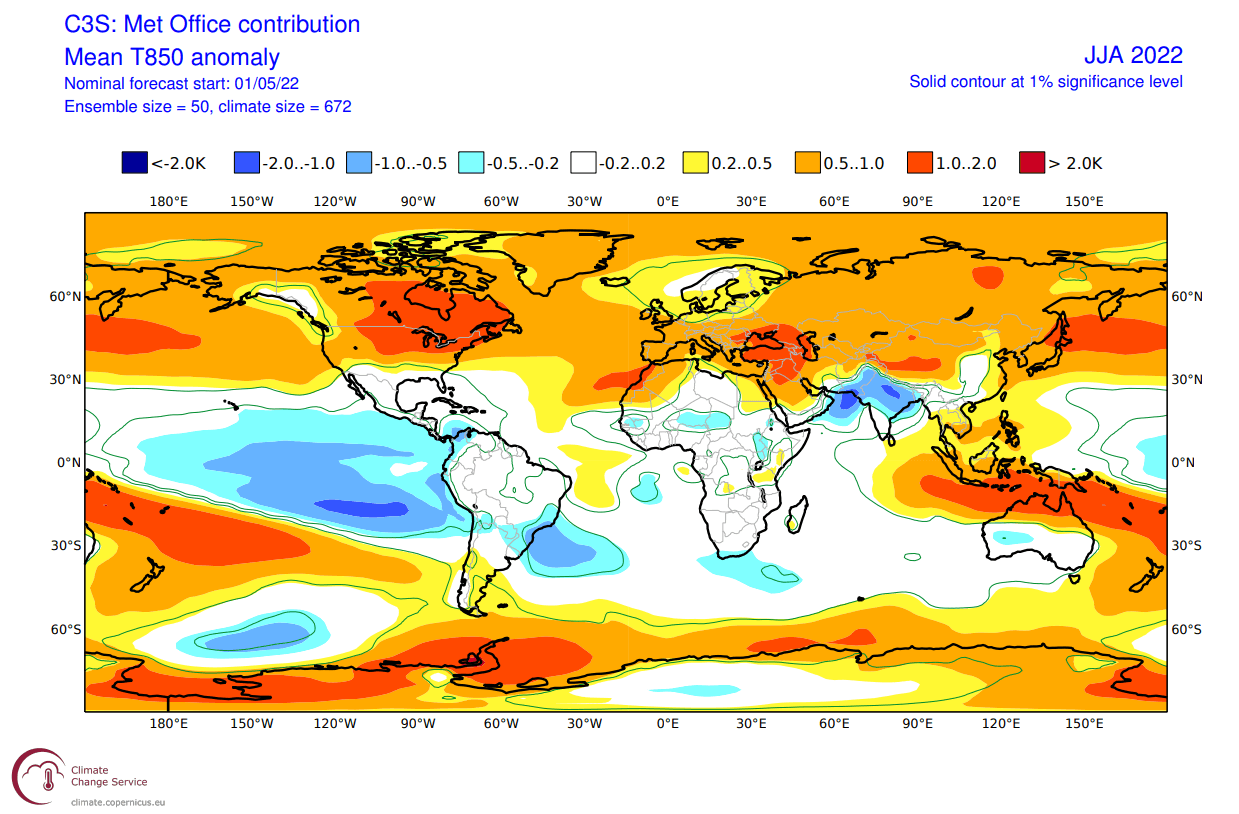 C3S: Met Office contribution
Mean T850 anomaly
JJA 2022
Nominal forecast start: 01/05/22
Solid contour at 1% significance level
Ensemble size = 50, climate size = 672
<-2.0K -2.0..-1.0 -1.0..-0.5 -0.5..-0.2 -0.2..0.2 0.2..0.5 0.5..1.0 1.0..2.0 > 2.0K
180°E 150°W 120°W 90°W 60°W 30°W 0°E 30°E 60°E 90°E 120°E 150°E
60°N 60°N
30°N 30°N
0°N 0°N
30°S 30°S
60°S 60°S
180°E 150°W 120°W 90°W 60°W 30°W 0°E 30°E 60°E 90°E 120°E 150°E
Climate
Change Service
climate.copernicus.eu